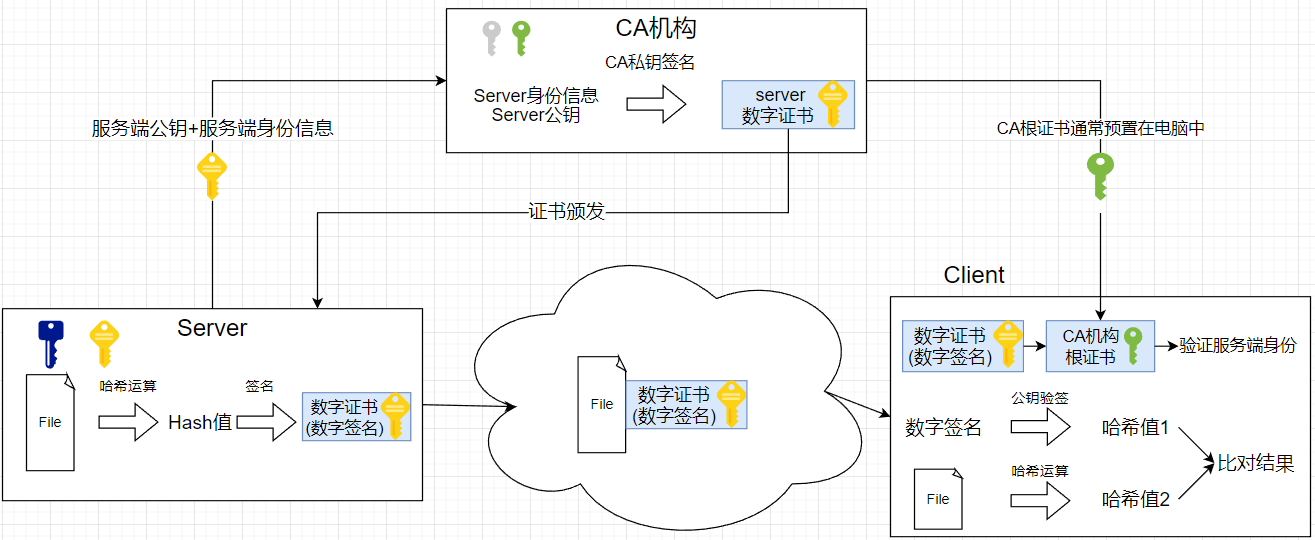 CA机构
CA私钥签名
Server身份信息
Server公钥
server
数字证书
服务端公钥+服务端身份信息
CA根证书通常预置在电脑中
证书颁发
Server
File
哈希运算
Hash值
签名
数字证书
(数字签名)
File
数字证书
(数字签名)
Client
数字证书
(数字签名)
CA机构
根证书
验证服务端身份
数字签名
公钥验签
哈希值1
File
哈希运算
哈希值2
比对结果